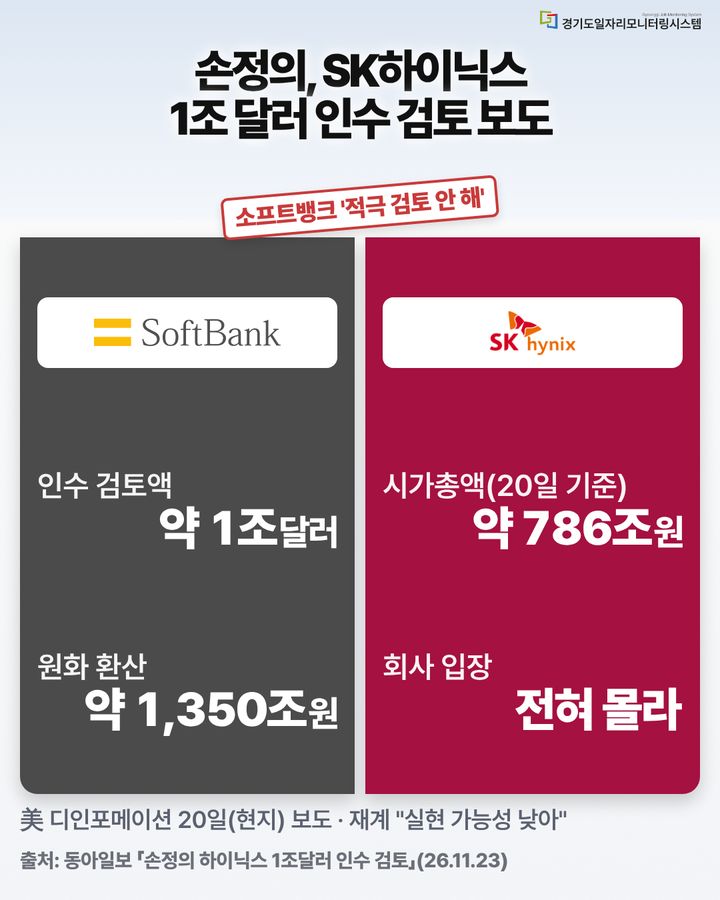 경기도일자리모니터링시스템
손정의, SK하이닉스
1조 달러 인수 검토 보도
소프트뱅크 '적극 검토 안 해'
SoftBank
SK hynix
인수 검토액
약 1조달러
원화 환산
약 1,350조원
시가총액(20일 기준)
약 786조원
회사 입장
전혀 몰라
美 디인포메이션 20일(현지) 보도 · 재계 "실현 가능성 낮아"
출처: 동아일보 「손정의 하이닉스 1조달러 인수 검토」(26.11.23)